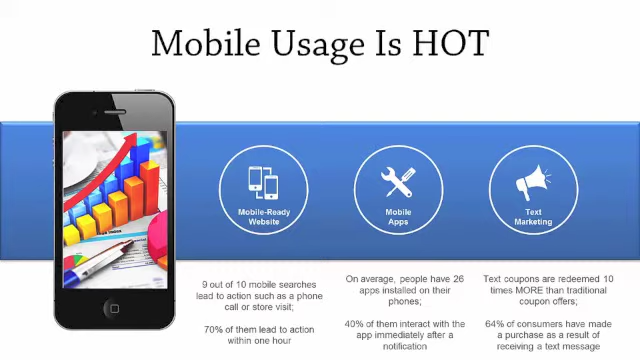 Mobile Usage Is HOT
Mobile-Ready
Website
Mobile
Apps
Text
Marketing
9 out of 10 mobile searches
lead to action such as a phone
call or store visit;
70% of them lead to action
within one hour
On average, people have 26
apps installed on their
phones;
40% of them interact with the
app immediately after a
notification
Text coupons are redeemed 10
times MORE than traditional
coupon offers;
64% of consumers have made
a purchase as a result of
receiving a text message